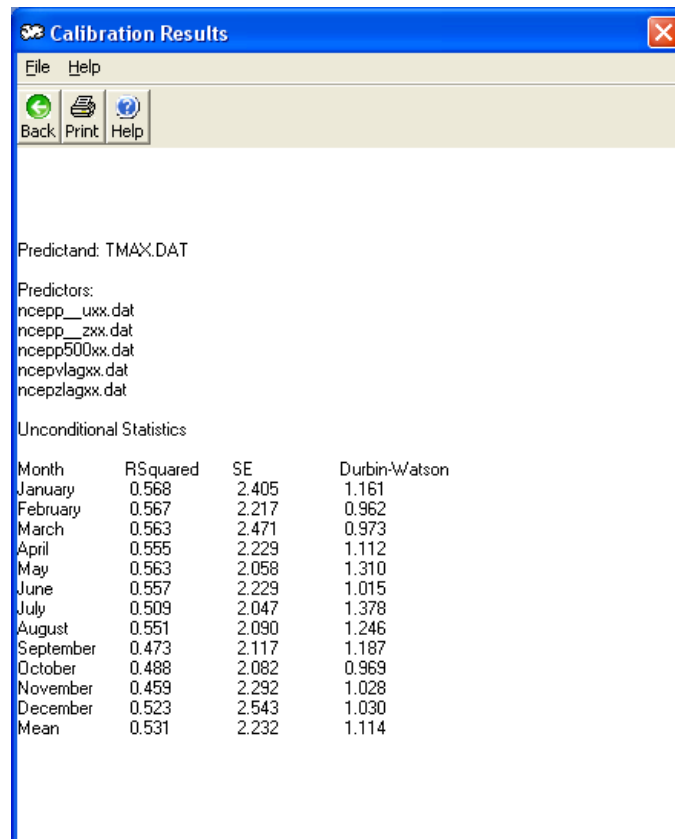 Calibration Results
File Help
Back Print Help
Predictand: TMAX.DAT
Predictors:
ncepp__uxx.dat
ncepp__zxx.dat
ncepp500xx.dat
ncepvlagxx.dat
ncepzlagxx.dat
Unconditional Statistics
Month RSquared SE Durbin-Watson
January 0.568 2.405 1.161
February 0.567 2.217 0.962
March 0.563 2.471 0.973
April 0.555 2.229 1.112
May 0.563 2.058 1.310
June 0.557 2.229 1.015
July 0.509 2.047 1.378
August 0.551 2.090 1.246
September 0.473 2.117 1.187
October 0.488 2.082 0.969
November 0.459 2.292 1.028
December 0.523 2.543 1.030
Mean 0.531 2.232 1.114